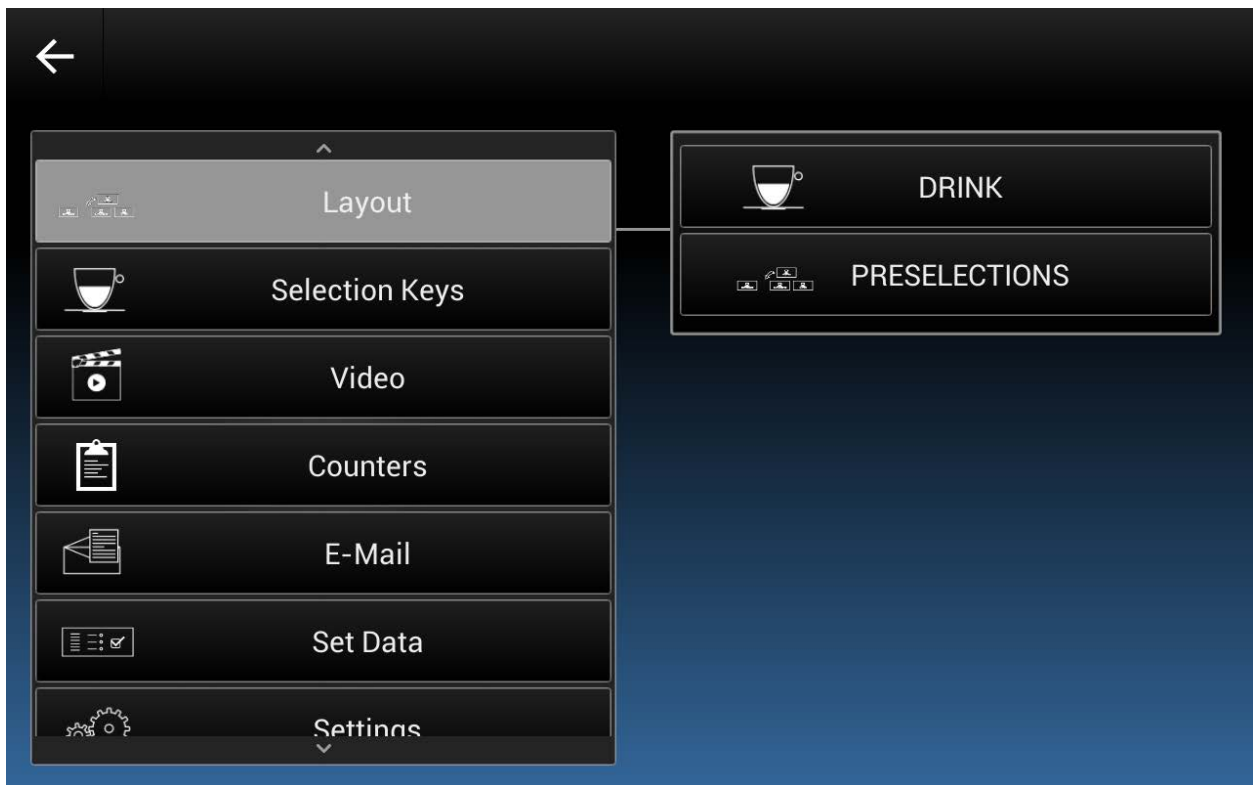 Layout
Selection Keys
Video
Counters
E-Mail
Set Data
Settings
DRINK
PRESELECTIONS